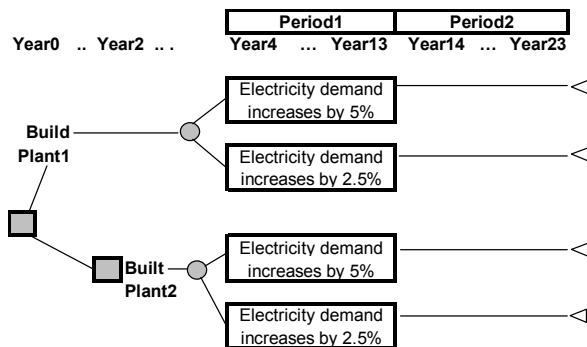 Period1 Period2
Year0 .. Year2 .. . Year4 ... Year13 Year14 ... Year23
Electricity demand
increases by 5%
Build
Plant1
Electricity demand
increases by 2.5%
Electricity demand
increases by 5%
Built
Plant2
Electricity demand
increases by 2.5%